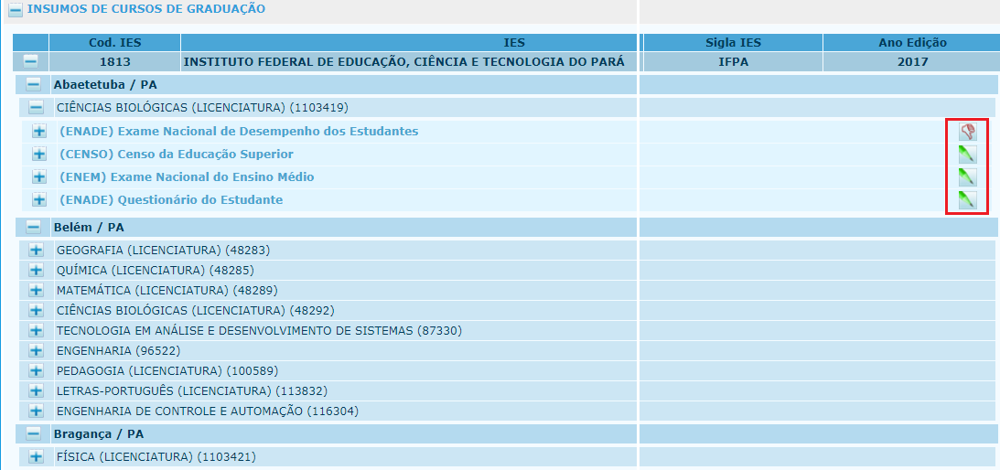 INSUMOS DE CURSOS DE GRADUAÇÃO
Cod. IES IES Sigla IES Ano Edição
1813 INSTITUTO FEDERAL DE EDUCAÇÃO, CIÊNCIA E TECNOLOGIA DO PARÁ IFPA 2017
Abaetetuba / PA
CIÊNCIAS BIOLÓGICAS (LICENCIATURA) (1103419)
(ENADE) Exame Nacional de Desempenho dos Estudantes
(CENSO) Censo da Educação Superior
(ENEM) Exame Nacional do Ensino Médio
(ENADE) Questionário do Estudante
Belém / PA
GEOGRAFIA (LICENCIATURA) (48283)
QUÍMICA (LICENCIATURA) (48285)
MATEMÁTICA (LICENCIATURA) (48289)
CIÊNCIAS BIOLÓGICAS (LICENCIATURA) (48292)
TECNOLOGIA EM ANÁLISE E DESENVOLVIMENTO DE SISTEMAS (87330)
ENGENHARIA (96522)
PEDAGOGIA (LICENCIATURA) (100589)
LETRAS-PORTUGUÊS (LICENCIATURA) (113832)
ENGENHARIA DE CONTROLE E AUTOMAÇÃO (116304)
Bragança / PA
FÍSICA (LICENCIATURA) (1103421)